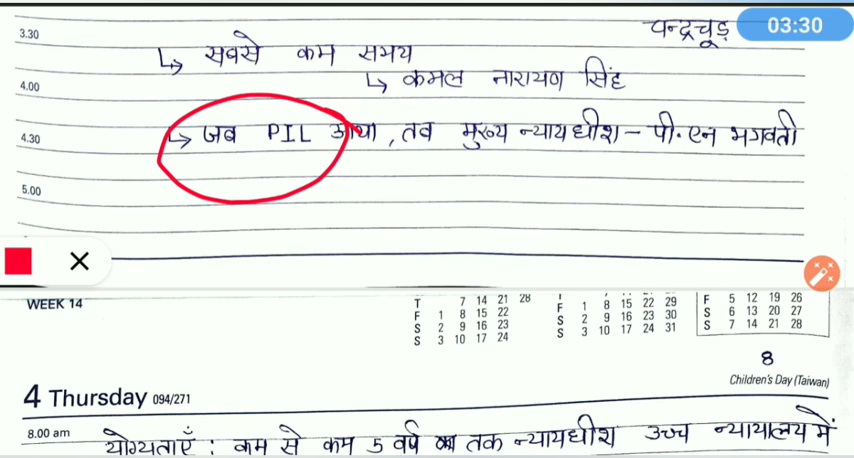 3.30 चन्द्रचूड़ 03:30
↳ सबसे कम समय
4.00 ↳ कमल नारायण सिंह
4.30 ↳ जब PIL आया, तब मुख्य न्यायधीश – पी. एन भगवती
5.00
WEEK 14
T 7 14 21 28
F 1 8 15 22
S 2 9 16 23
S 3 10 17 24
F 1 8 15 22 29
S 2 9 16 23 30
S 3 10 17 24 31
F 5 12 19 26
S 6 13 20 27
S 7 14 21 28
8
Children's Day (Taiwan)
4 Thursday 094/271
8.00 am योग्यताएँ : कम से कम 5 वर्ष तक न्यायधीश उच्च न्यायालय में